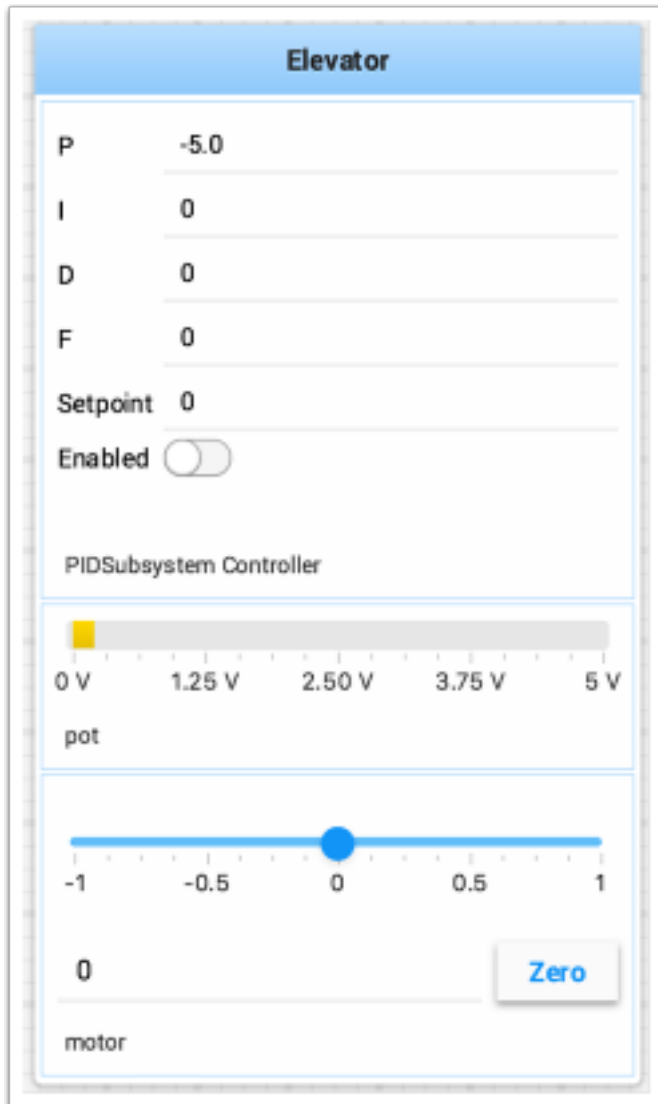 Elevator
P -5.0
I 0
D 0
F 0
Setpoint 0
Enabled
PIDSubsystem Controller
0 V 1.25 V 2.50 V 3.75 V 5 V
pot
-1 -0.5 0 0.5 1
0 Zero
motor